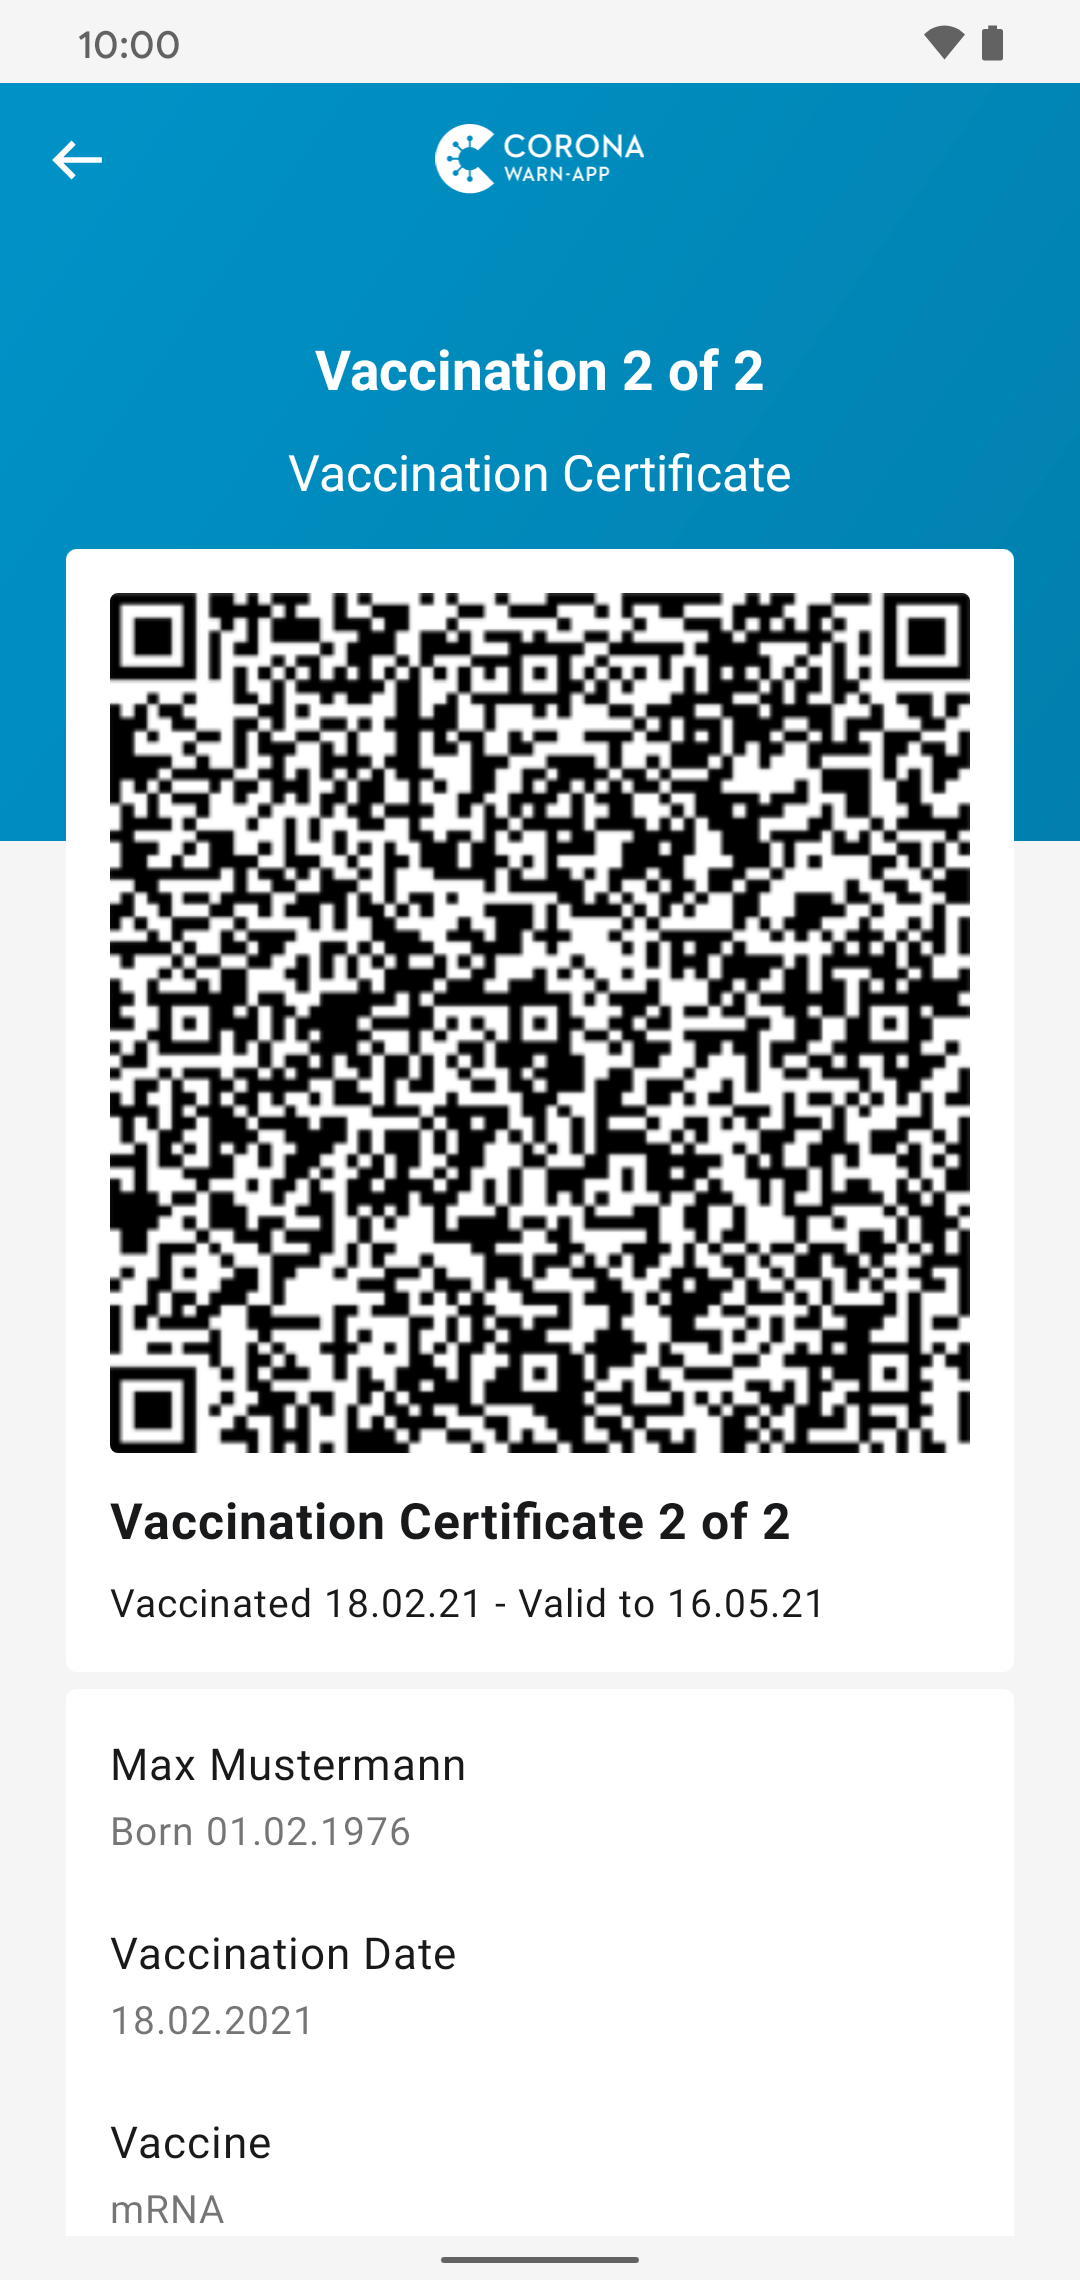 10:00
CORONA
WARN-APP
Vaccination 2 of 2
Vaccination Certificate
Vaccination Certificate 2 of 2
Vaccinated 18.02.21 - Valid to 16.05.21
Max Mustermann
Born 01.02.1976
Vaccination Date
18.02.2021
Vaccine
mRNA